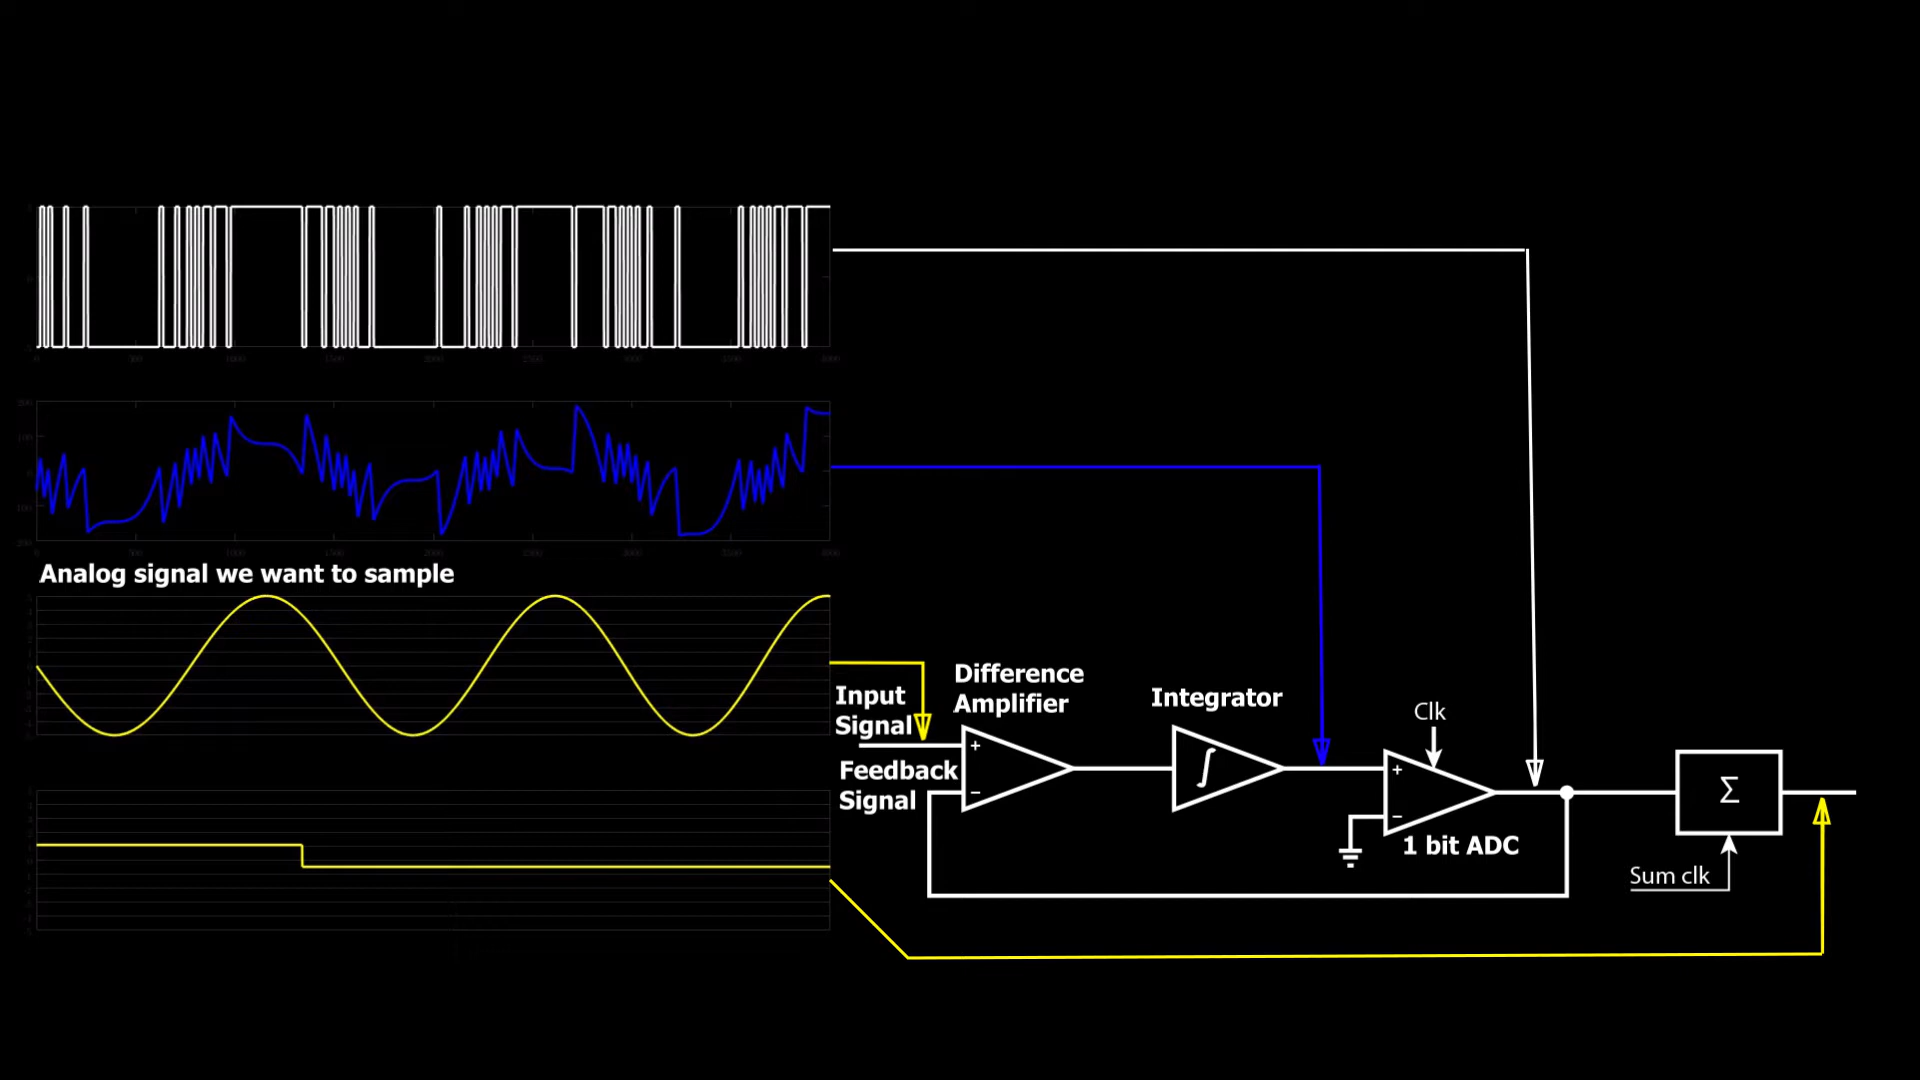 Analog signal we want to sample
Input
Signal
Feedback
Signal
Difference
Amplifier
+
−
Integrator
∫
Clk
+
−
1 bit ADC
Σ
Sum clk